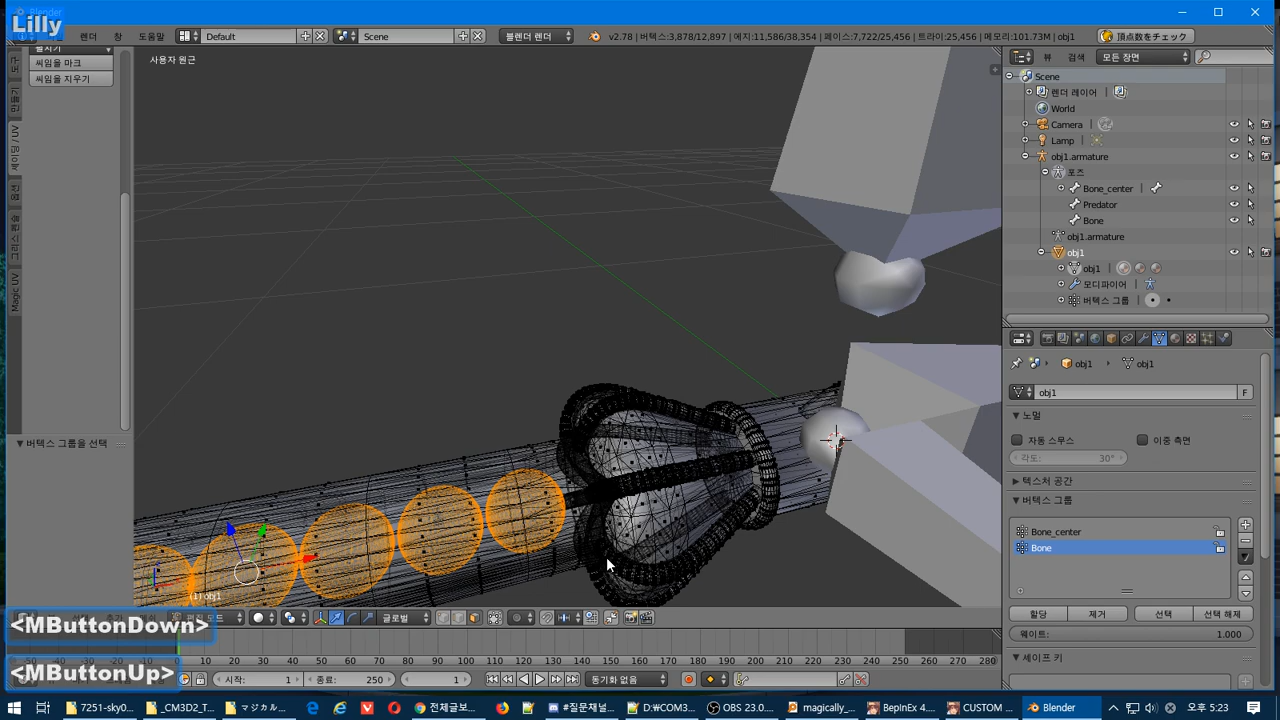 Blender
Lilly
렌더 창 도움말
Default
Scene
블렌더 렌더
v2.78 | 버텍스:3,878/12,897 | 에지:11,586/38,354 | 페이스:7,722/25,456 | 트라이:25,456 | 메모리:101.73M | obj1
頂点数をチェック
펼치기
씨임을 마크
씨임을 지우기
Magic UV
버텍스 그룹을 선택
사용자 원근
(1) obj1
뷰 검색 모든 장면
Scene
렌더 레이어
World
Camera
Lamp
obj1.armature
포즈
Bone_center
Predator
Bone
obj1.armature
obj1
obj1
모디파이어
버텍스 그룹
obj1 obj1
obj1 F
노멀
자동 스무스 이중 측면
각도: 30°
텍스처 공간
버텍스 그룹
Bone_center
Bone
할당 제거 선택 선택 해제
웨이트: 1.000
셰이프 키
글로벌
<MButtonDown>
<MButtonUp>
0 10 20 30 40 50 60 70 80 90 100 110 120 130 140 150 160 170 180 190 200 210 220 230 240 250 260 270 280
시작: 1 종료: 250 1 동기화 없음
7251-sky0... _CM3D2_T... マジカル... 전체글보... #질문채널... D:₩COM3... OBS 23.0... magically_... BepInEx 4... CUSTOM ... Blender 오후 5:23